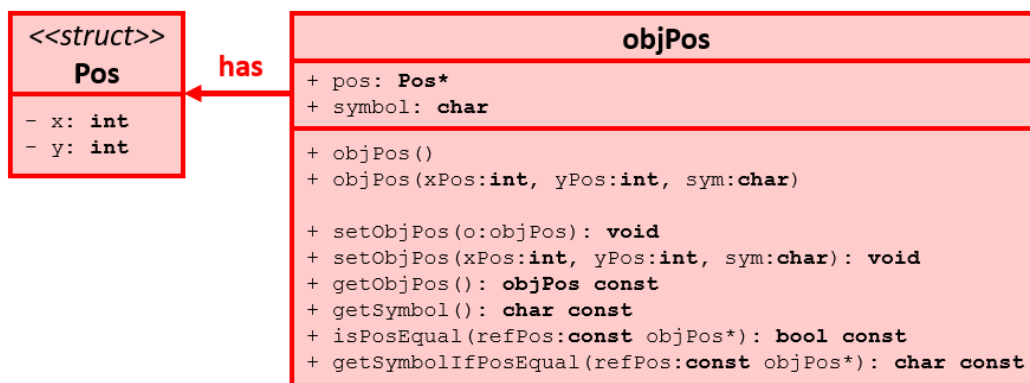 <<struct>>
Pos
- x: int
- y: int
has
objPos
+ pos: Pos*
+ symbol: char
+ objPos()
+ objPos(xPos:int, yPos:int, sym:char)
+ setObjPos(o:objPos): void
+ setObjPos(xPos:int, yPos:int, sym:char): void
+ getObjPos(): objPos const
+ getSymbol(): char const
+ isPosEqual(refPos:const objPos*): bool const
+ getSymbolIfPosEqual(refPos:const objPos*): char const